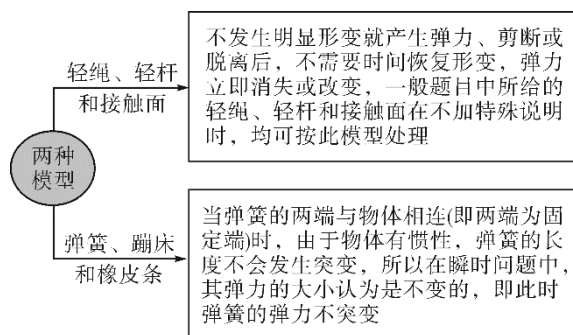 两种
模型
轻绳、轻杆
和接触面
不发生明显形变就产生弹力、剪断或
脱离后，不需要时间恢复形变，弹力
立即消失或改变，一般题目中所给的
轻绳、轻杆和接触面在不加特殊说明
时，均可按此模型处理
弹簧、蹦床
和橡皮条
当弹簧的两端与物体相连(即两端为固
定端)时，由于物体有惯性，弹簧的长
度不会发生突变，所以在瞬时问题中，
其弹力的大小认为是不变的，即此时
弹簧的弹力不突变